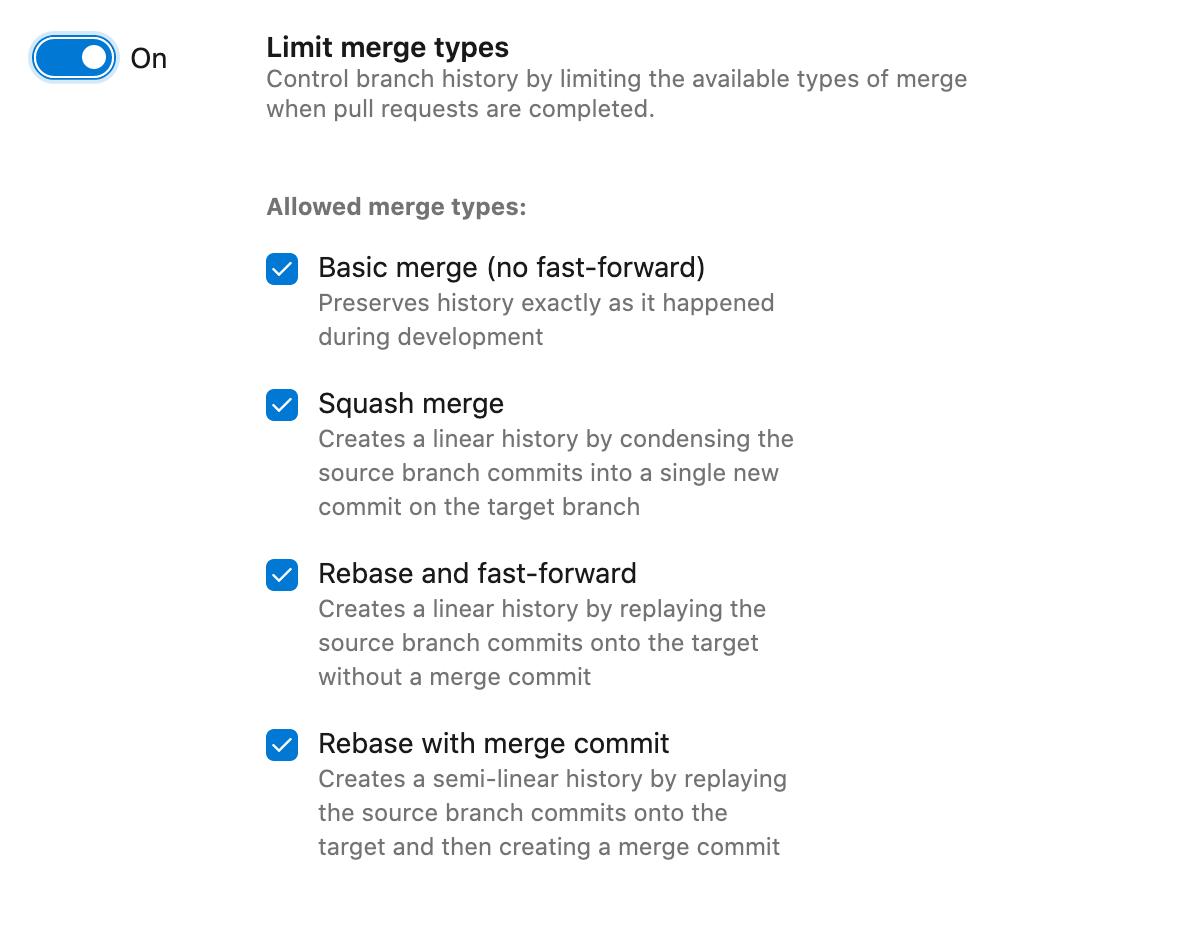 On
Limit merge types
Control branch history by limiting the available types of merge
when pull requests are completed.
Allowed merge types:
Basic merge (no fast-forward)
Preserves history exactly as it happened
during development
Squash merge
Creates a linear history by condensing the
source branch commits into a single new
commit on the target branch
Rebase and fast-forward
Creates a linear history by replaying the
source branch commits onto the target
without a merge commit
Rebase with merge commit
Creates a semi-linear history by replaying
the source branch commits onto the
target and then creating a merge commit